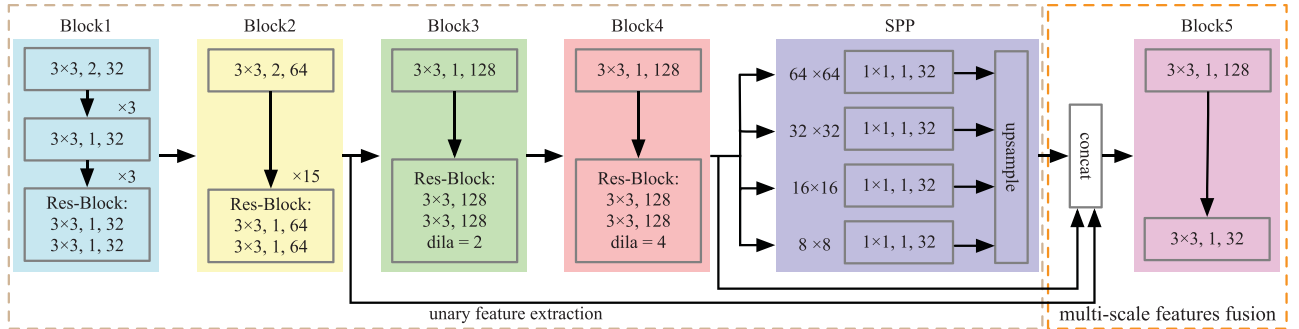 Block1
3×3, 2, 32
×3
3×3, 1, 32
×3
Res-Block:
3×3, 1, 32
3×3, 1, 32
Block2
3×3, 2, 64
×15
Res-Block:
3×3, 1, 64
3×3, 1, 64
Block3
3×3, 1, 128
Res-Block:
3×3, 128
3×3, 128
dila = 2
Block4
3×3, 1, 128
Res-Block:
3×3, 128
3×3, 128
dila = 4
SPP
64 ×64
1×1, 1, 32
32 ×32
1×1, 1, 32
16×16
1×1, 1, 32
8 ×8
1×1, 1, 32
upsample
concat
Block5
3×3, 1, 128
3×3, 1, 32
unary feature extraction
multi-scale features fusion